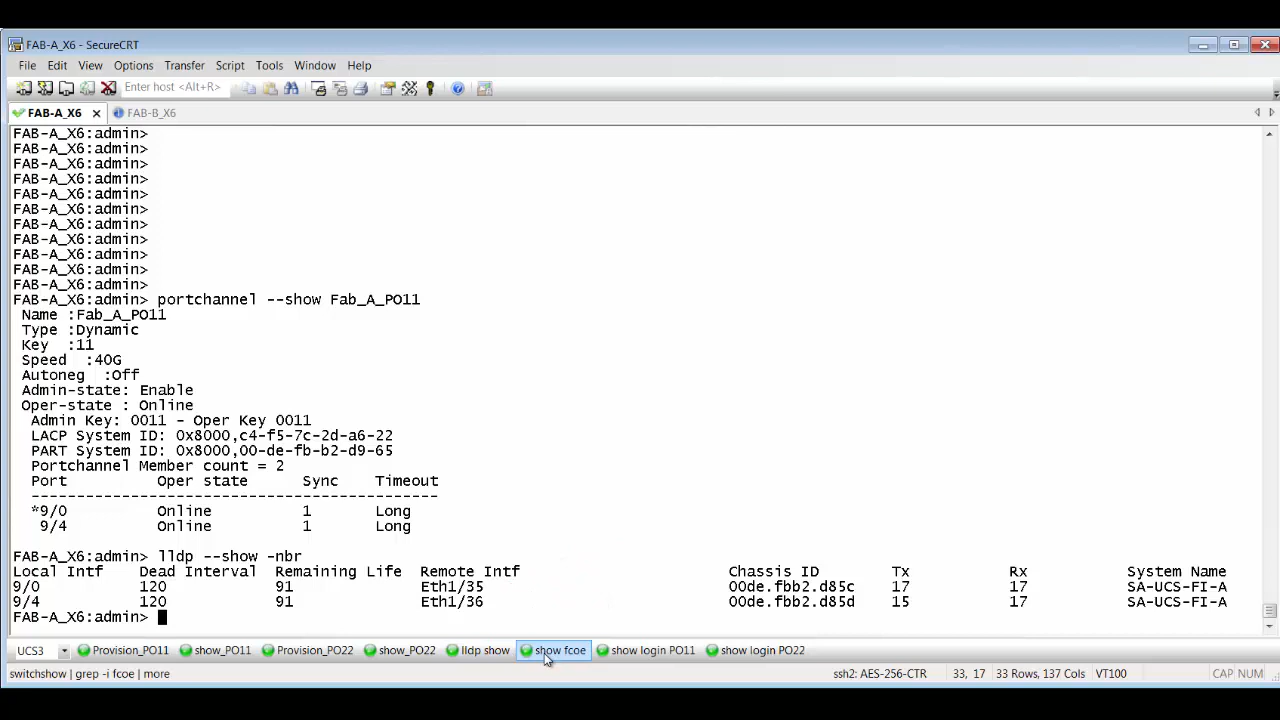 FAB-A_X6 - SecureCRT
File Edit View Options Transfer Script Tools Window Help
Enter host <Alt+R>
FAB-A_X6 FAB-B_X6
FAB-A_X6:admin>
FAB-A_X6:admin>
FAB-A_X6:admin>
FAB-A_X6:admin>
FAB-A_X6:admin>
FAB-A_X6:admin>
FAB-A_X6:admin>
FAB-A_X6:admin>
FAB-A_X6:admin>
FAB-A_X6:admin>
FAB-A_X6:admin>
FAB-A_X6:admin> portchannel --show Fab_A_PO11
Name :Fab_A_PO11
Type :Dynamic
Key :11
Speed :40G
Autoneg :Off
Admin-state: Enable
Oper-state : Online
Admin Key: 0011 - Oper Key 0011
LACP System ID: 0x8000,c4-f5-7c-2d-a6-22
PART System ID: 0x8000,00-de-fb-b2-d9-65
Portchannel Member count = 2
Port Oper state Sync Timeout
---------------------------------------------
*9/0 Online 1 Long
9/4 Online 1 Long
FAB-A_X6:admin> lldp --show -nbr
Local Intf Dead Interval Remaining Life Remote Intf Chassis ID Tx Rx System Name
9/0 120 91 Eth1/35 00de.fbb2.d85c 17 17 SA-UCS-FI-A
9/4 120 91 Eth1/36 00de.fbb2.d85d 15 17 SA-UCS-FI-A
FAB-A_X6:admin>
UCS3 Provision_PO11 show_PO11 Provision_PO22 show_PO22 lldp show show fcoe show login PO11 show login PO22
switchshow | grep -i fcoe | more ssh2: AES-256-CTR 33, 17 33 Rows, 137 Cols VT100 CAP NUM